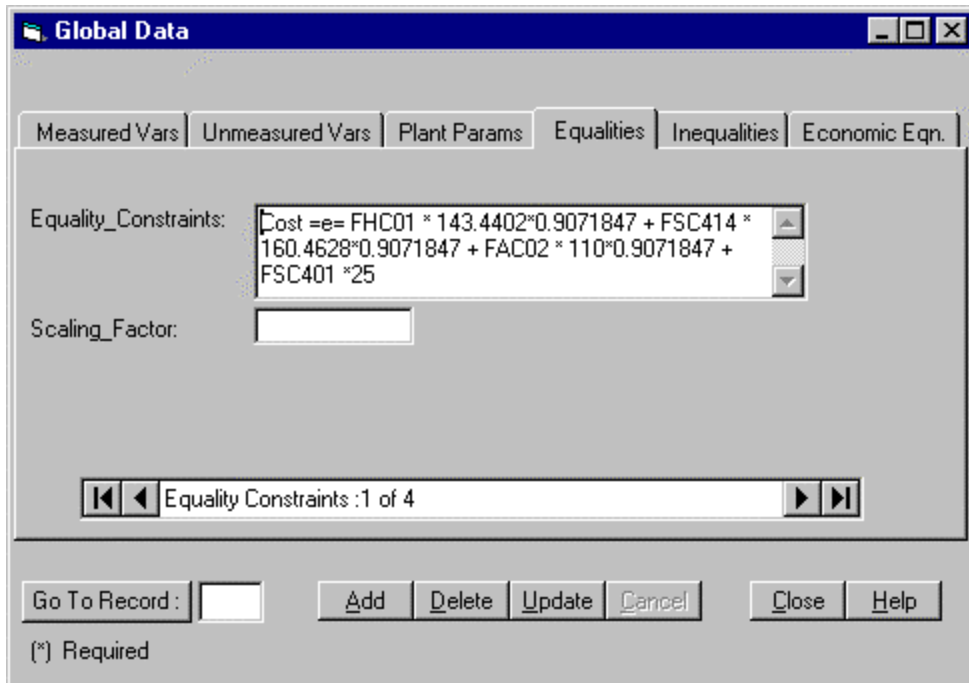 Global Data
Measured Vars Unmeasured Vars Plant Params Equalities Inequalities Economic Eqn.
Equality_Constraints:
Cost =e= FHC01 * 143.4402*0.9071847 + FSC414 *
160.4628*0.9071847 + FAC02 * 110*0.9071847 +
FSC401 *25
Scaling_Factor:
Equality Constraints :1 of 4
Go To Record : Add Delete Update Cancel Close Help
(*) Required